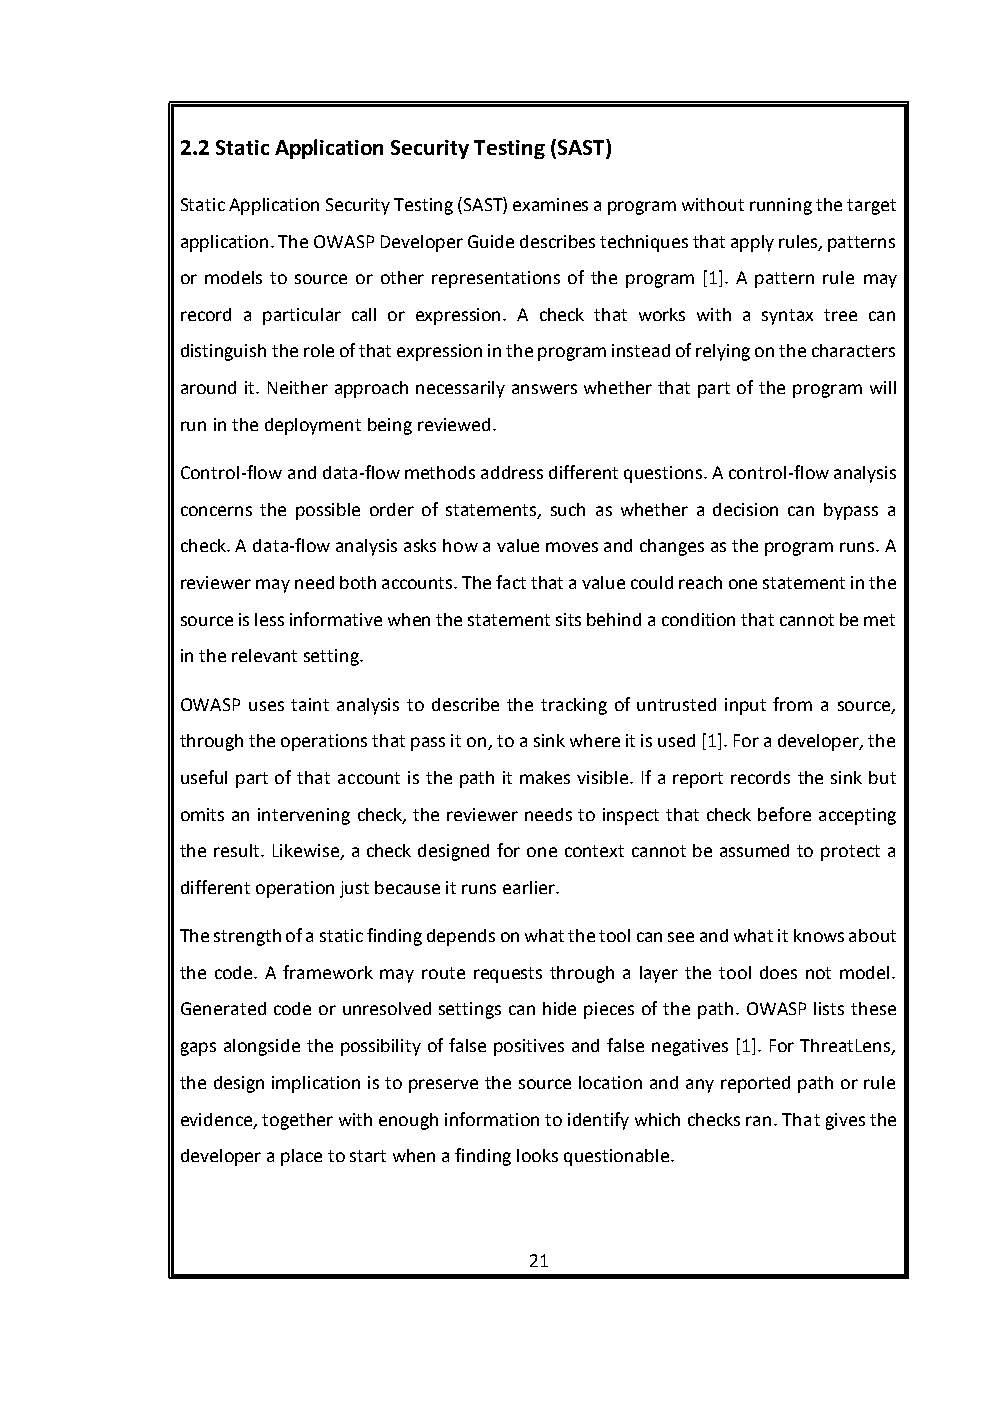 2.2 Static Application Security Testing (SAST)
Static Application Security Testing (SAST) examines a program without running the target
application. The OWASP Developer Guide describes techniques that apply rules, patterns
or models to source or other representations of the program [1]. A pattern rule may
record a particular call or expression. A check that works with a syntax tree can
distinguish the role of that expression in the program instead of relying on the characters
around it. Neither approach necessarily answers whether that part of the program will
run in the deployment being reviewed.
Control-flow and data-flow methods address different questions. A control-flow analysis
concerns the possible order of statements, such as whether a decision can bypass a
check. A data-flow analysis asks how a value moves and changes as the program runs. A
reviewer may need both accounts. The fact that a value could reach one statement in the
source is less informative when the statement sits behind a condition that cannot be met
in the relevant setting.
OWASP uses taint analysis to describe the tracking of untrusted input from a source,
through the operations that pass it on, to a sink where it is used [1]. For a developer, the
useful part of that account is the path it makes visible. If a report records the sink but
omits an intervening check, the reviewer needs to inspect that check before accepting
the result. Likewise, a check designed for one context cannot be assumed to protect a
different operation just because it runs earlier.
The strength of a static finding depends on what the tool can see and what it knows about
the code. A framework may route requests through a layer the tool does not model.
Generated code or unresolved settings can hide pieces of the path. OWASP lists these
gaps alongside the possibility of false positives and false negatives [1]. For ThreatLens,
the design implication is to preserve the source location and any reported path or rule
evidence, together with enough information to identify which checks ran. That gives the
developer a place to start when a finding looks questionable.
21